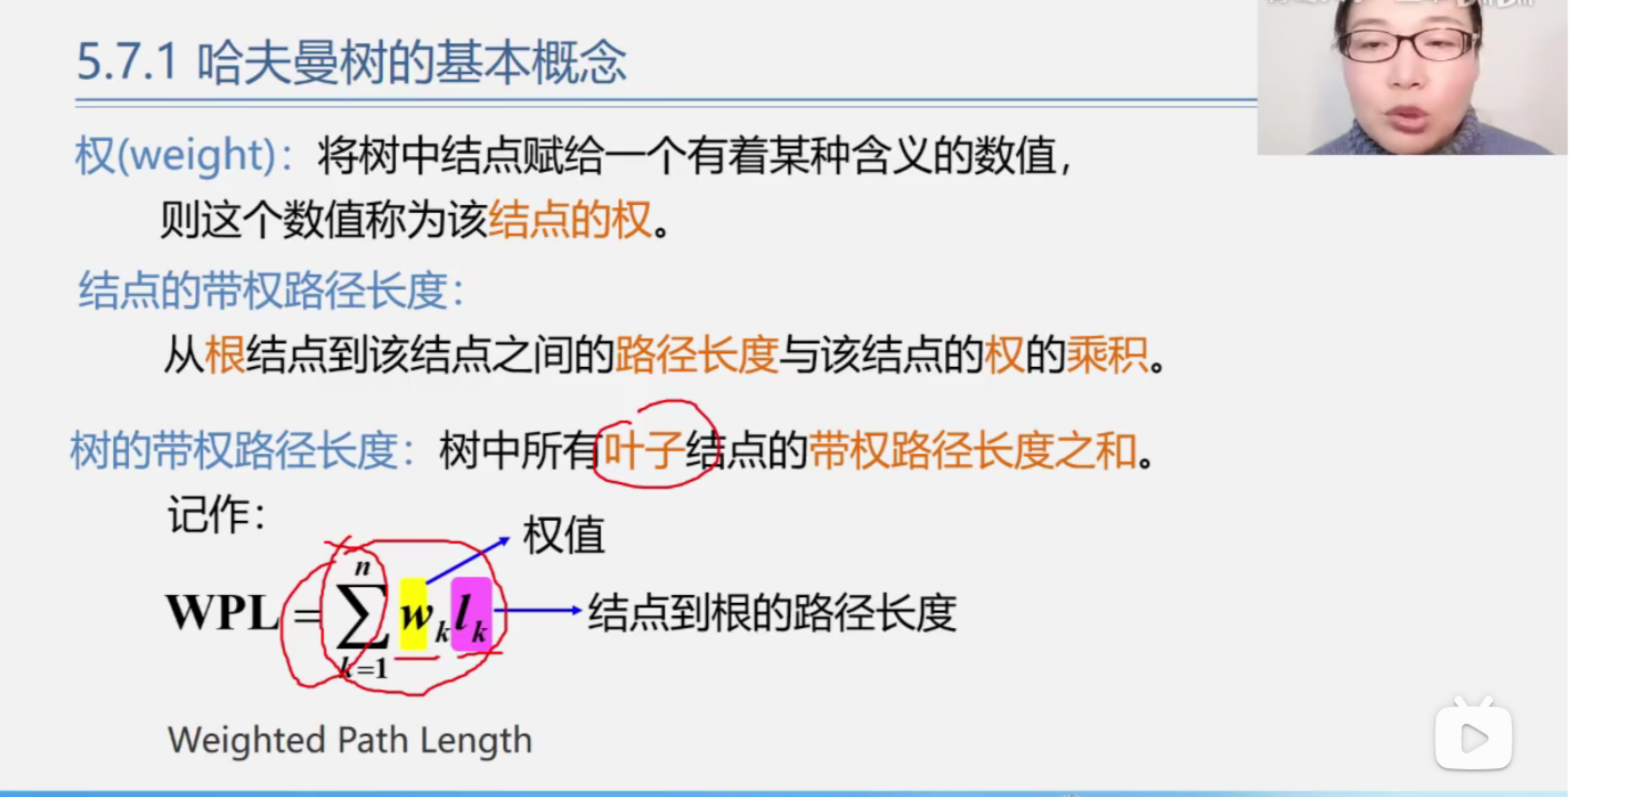 5.7.1 哈夫曼树的基本概念
权(weight)：将树中结点赋给一个有着某种含义的数值，
则这个数值称为该结点的权。
结点的带权路径长度：
从根结点到该结点之间的路径长度与该结点的权的乘积。
树的带权路径长度：树中所有叶子结点的带权路径长度之和。
记作：
权值
n
WPL = ∑ wₖlₖ
k=1
结点到根的路径长度
Weighted Path Length